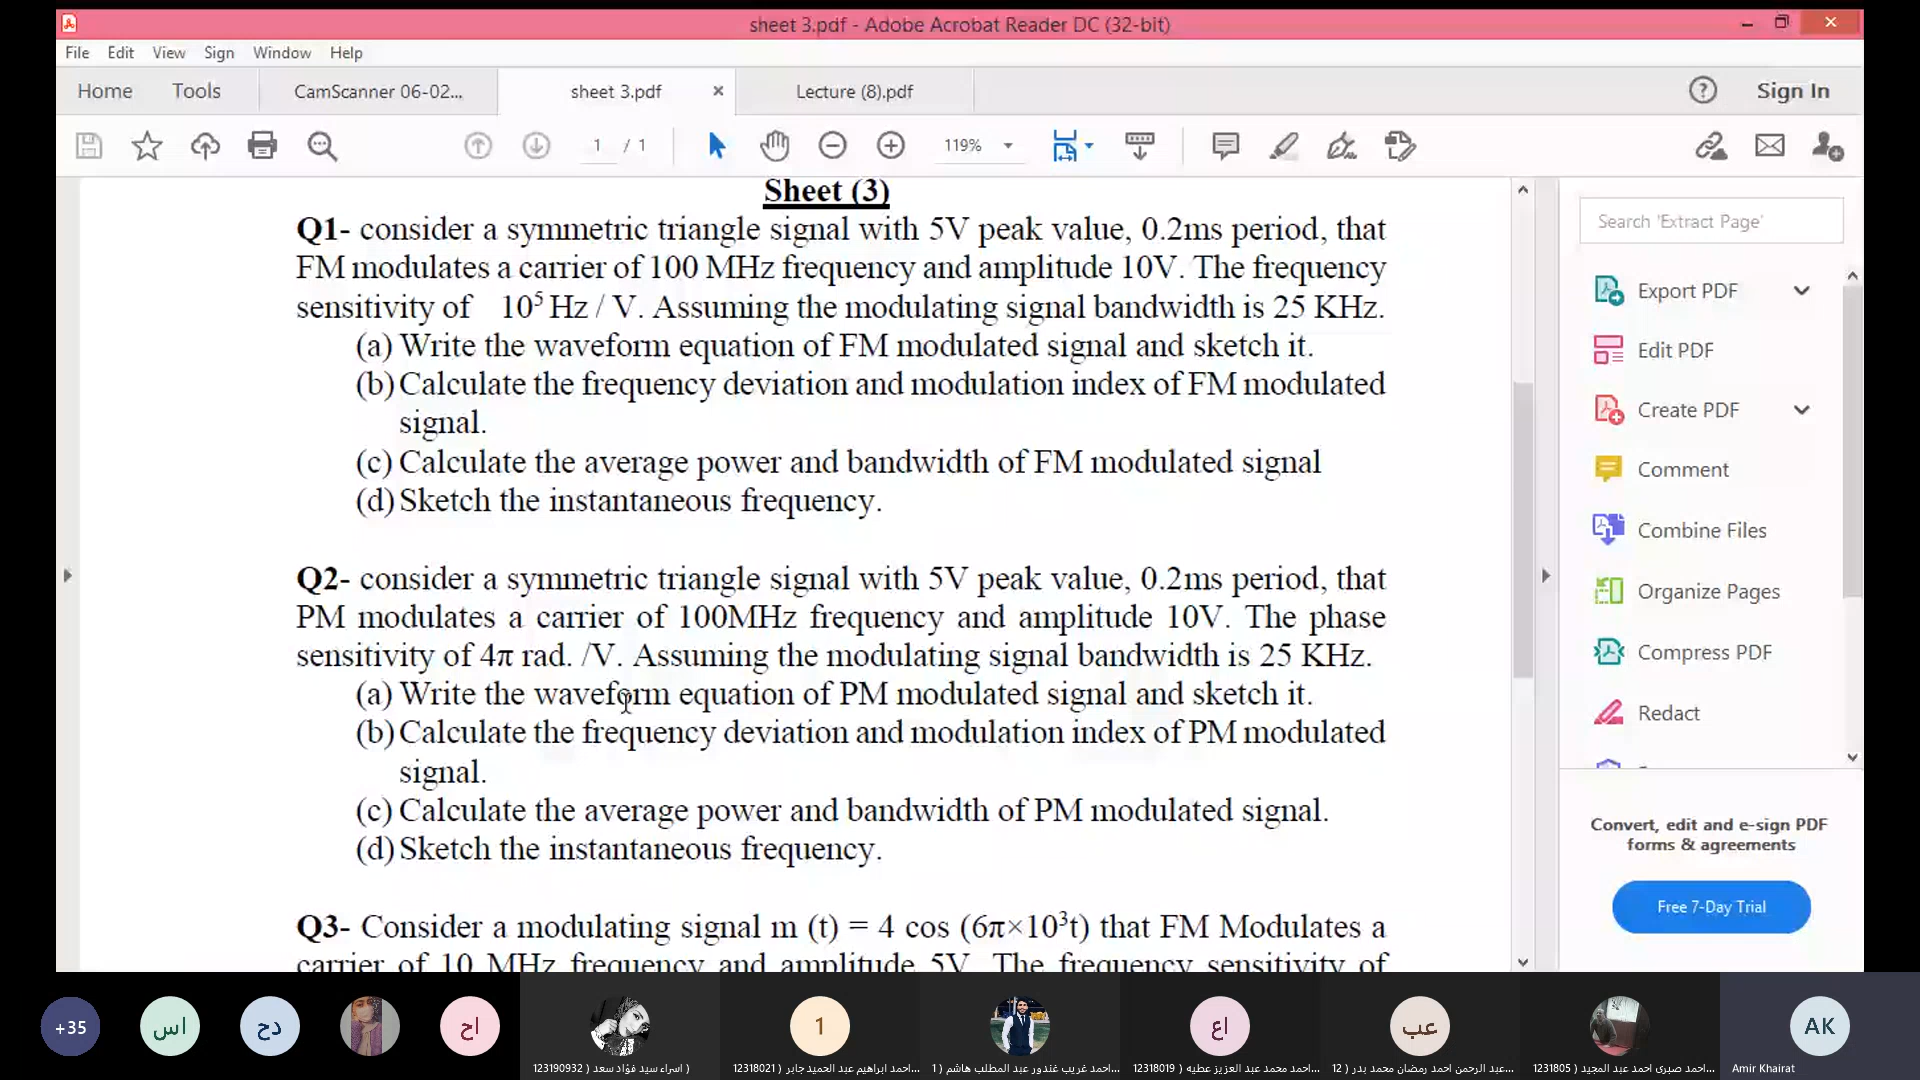 sheet 3.pdf - Adobe Acrobat Reader DC (32-bit)
File Edit View Sign Window Help
Home Tools CamScanner 06-02... sheet 3.pdf × Lecture (8).pdf Sign In
1 / 1 119%
Sheet (3)
Q1- consider a symmetric triangle signal with 5V peak value, 0.2ms period, that
FM modulates a carrier of 100 MHz frequency and amplitude 10V. The frequency
sensitivity of 10⁵ Hz / V. Assuming the modulating signal bandwidth is 25 KHz.
(a) Write the waveform equation of FM modulated signal and sketch it.
(b) Calculate the frequency deviation and modulation index of FM modulated
signal.
(c) Calculate the average power and bandwidth of FM modulated signal
(d) Sketch the instantaneous frequency.
Q2- consider a symmetric triangle signal with 5V peak value, 0.2ms period, that
PM modulates a carrier of 100MHz frequency and amplitude 10V. The phase
sensitivity of 4π rad. /V. Assuming the modulating signal bandwidth is 25 KHz.
(a) Write the waveform equation of PM modulated signal and sketch it.
(b) Calculate the frequency deviation and modulation index of PM modulated
signal.
(c) Calculate the average power and bandwidth of PM modulated signal.
(d) Sketch the instantaneous frequency.
Q3- Consider a modulating signal m (t) = 4 cos (6π×10³t) that FM Modulates a
carrier of 10 MHz frequency and amplitude 5V. The frequency sensitivity of
Search 'Extract Page'
Export PDF
Edit PDF
Create PDF
Comment
Combine Files
Organize Pages
Compress PDF
Redact
Convert, edit and e-sign PDF
forms & agreements
Free 7-Day Trial
+35 اس دح اح 1 اع عب AK
اسراء سيد فؤاد سعد ( 123190932 )
احمد ابراهيم عبد الحميد جابر ( 12318021...
احمد غريب غندور عبد المطلب هاشم ( 1...
احمد محمد عبد العزيز عطيه ( 12318019...
عبد الرحمن احمد رمضان محمد بدر ( 12...
احمد صبرى احمد عبد المجيد ( 1231805...
Amir Khairat